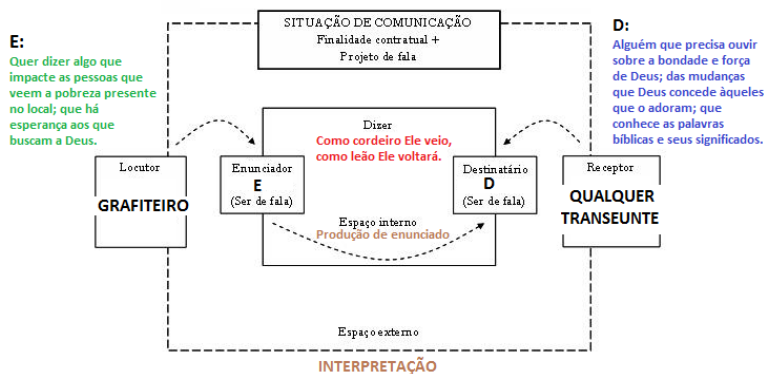 SITUAÇÃO DE COMUNICAÇÃO
Finalidade contratual +
Projeto de fala
E:
Quer dizer algo que
impacte as pessoas que
veem a pobreza presente
no local; que há
esperança aos que
buscam a Deus.
D:
Alguém que precisa ouvir
sobre a bondade e força
de Deus; das mudanças
que Deus concede àqueles
que o adoram; que
conhece as palavras
bíblicas e seus significados.
Locutor
GRAFITEIRO
Enunciador
E
(Ser de fala)
Dizer
Como cordeiro Ele veio,
como leão Ele voltará.
Espaço interno
Produção de enunciado
Destinatário
D
(Ser de fala)
Receptor
QUALQUER
TRANSEUNTE
Espaço externo
INTERPRETAÇÃO